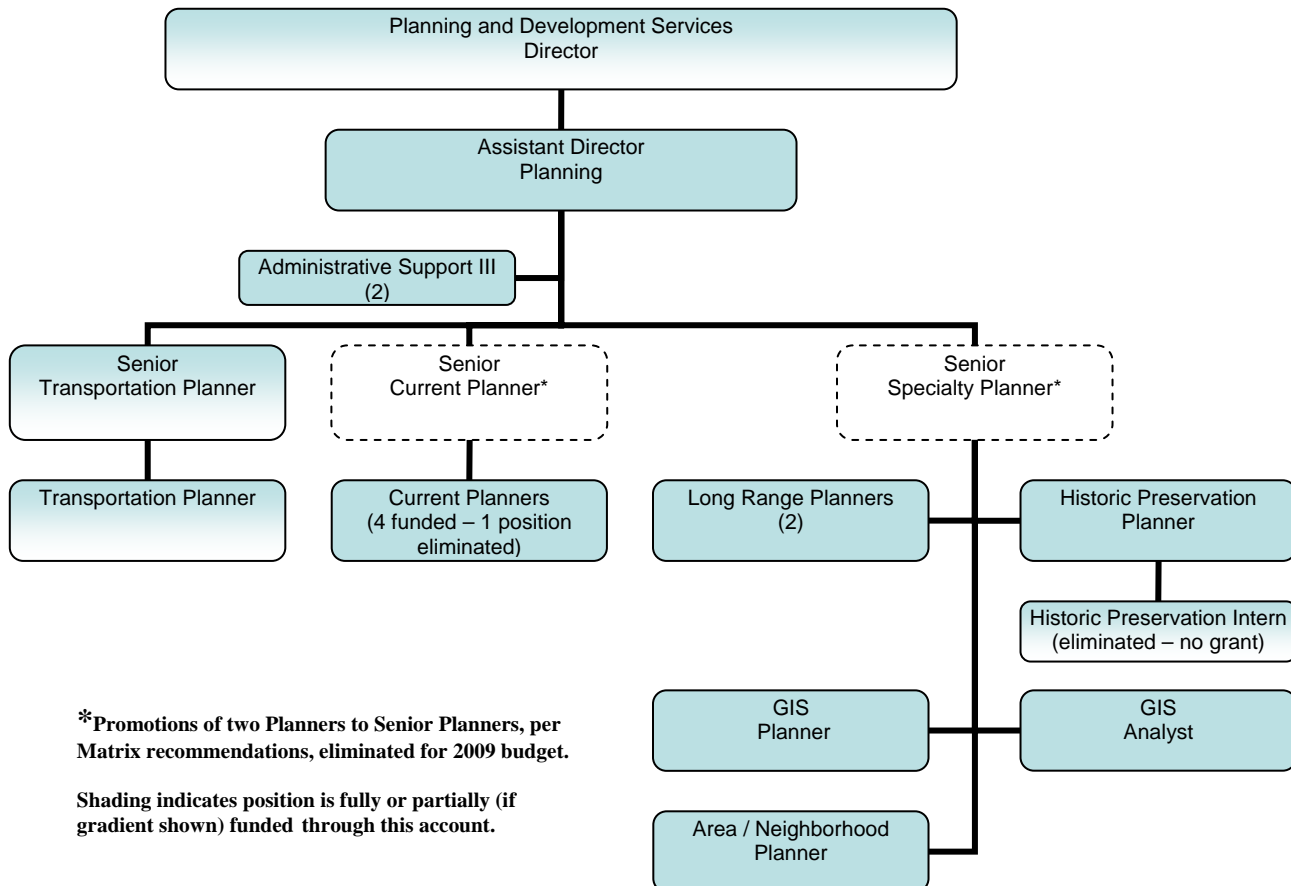 Planning and Development Services
Director
Assistant Director
Planning
Administrative Support III
(2)
Senior
Transportation Planner
Senior
Current Planner*
Senior
Specialty Planner*
Transportation Planner
Current Planners
(4 funded – 1 position
eliminated)
Long Range Planners
(2)
Historic Preservation
Planner
Historic Preservation Intern
(eliminated – no grant)
GIS
Planner
GIS
Analyst
Area / Neighborhood
Planner
*Promotions of two Planners to Senior Planners, per
Matrix recommendations, eliminated for 2009 budget.
Shading indicates position is fully or partially (if
gradient shown) funded through this account.